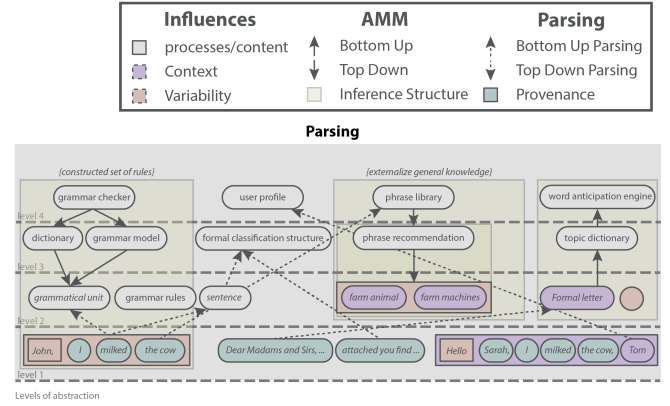 Influences AMM Parsing
processes/content Bottom Up Bottom Up Parsing
Context Top Down Top Down Parsing
Variability Inference Structure Provenance
Parsing
{constructed set of rules} {externalize general knowledge}
grammar checker user profile phrase library word anticipation engine
level 4
dictionary grammar model formal classification structure phrase recommendation topic dictionary
level 3
grammatical unit grammar rules sentence farm animal farm machines Formal letter
level 2
John, I milked the cow Dear Madams and Sirs, ... attached you find ... Hello Sarah, I milked the cow, Tom
level 1
Levels of abstraction